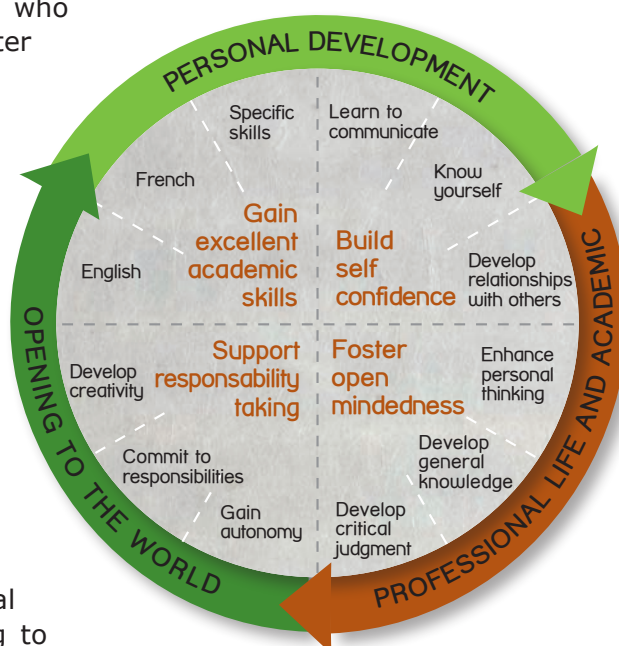 who
ter
PERSONAL DEVELOPMENT
Specific
skills
Learn to
communicate
French
Know
yourself
Gain
excellent
academic
skills
Build
self
confidence
English
Develop
relationships
with others
Support
responsability
taking
Foster
open
mindedness
Develop
creativity
Enhance
personal
thinking
Commit to
responsibilities
Develop
general
knowledge
Gain
autonomy
Develop
critical
judgment
OPENING TO THE WORLD
PROFESSIONAL LIFE AND ACADEMIC
al
g to